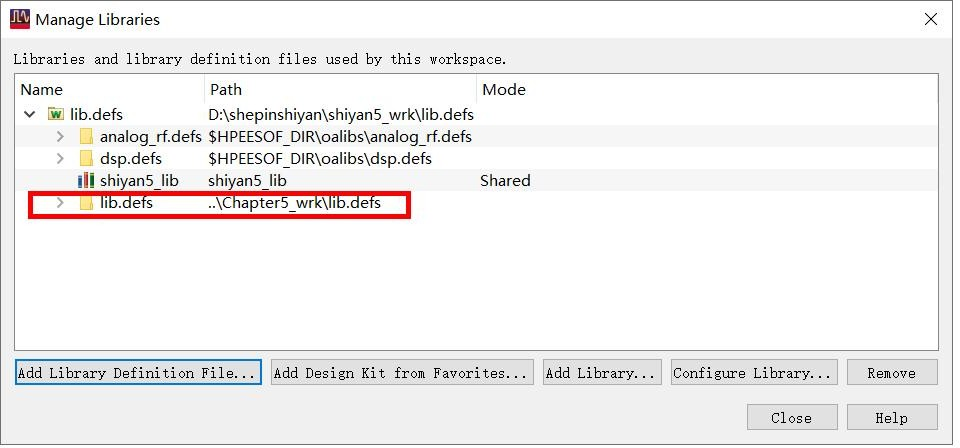 Manage Libraries
Libraries and library definition files used by this workspace.
Name Path Mode
lib.defs D:\shepinshiyan\shiyan5_wrk\lib.defs
analog_rf.defs $HPEESOF_DIR\oalibs\analog_rf.defs
dsp.defs $HPEESOF_DIR\oalibs\dsp.defs
shiyan5_lib shiyan5_lib Shared
lib.defs ..\Chapter5_wrk\lib.defs
Add Library Definition File... Add Design Kit from Favorites... Add Library... Configure Library... Remove
Close Help